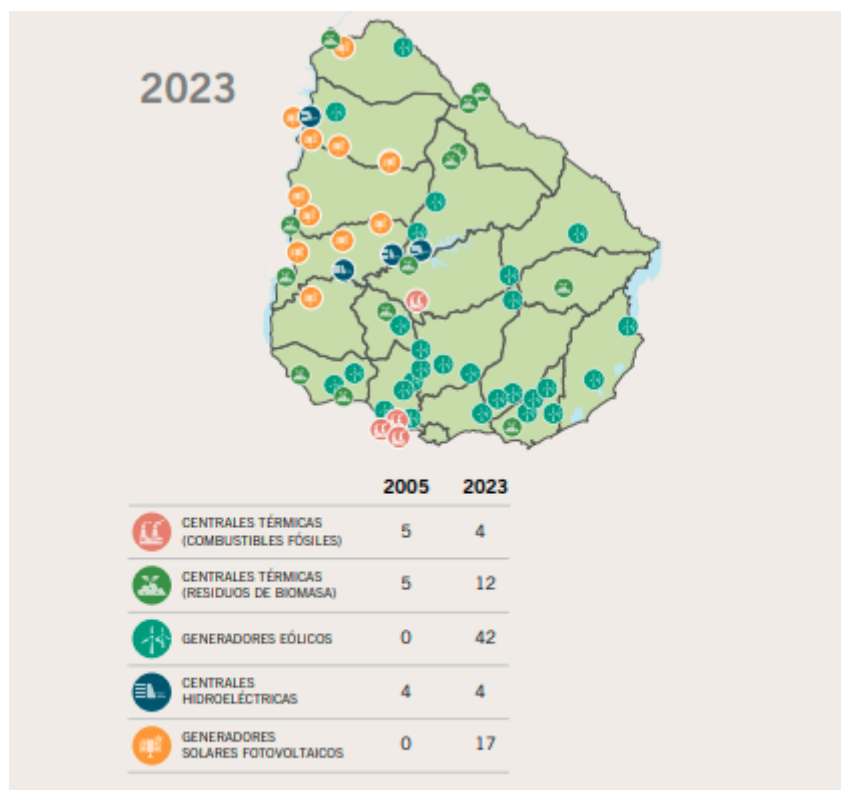 2023
2005 2023
CENTRALES TÉRMICAS
(COMBUSTIBLES FÓSILES) 5 4
CENTRALES TÉRMICAS
(RESIDUOS DE BIOMASA) 5 12
GENERADORES EÓLICOS 0 42
CENTRALES
HIDROELÉCTRICAS 4 4
GENERADORES
SOLARES FOTOVOLTAICOS 0 17